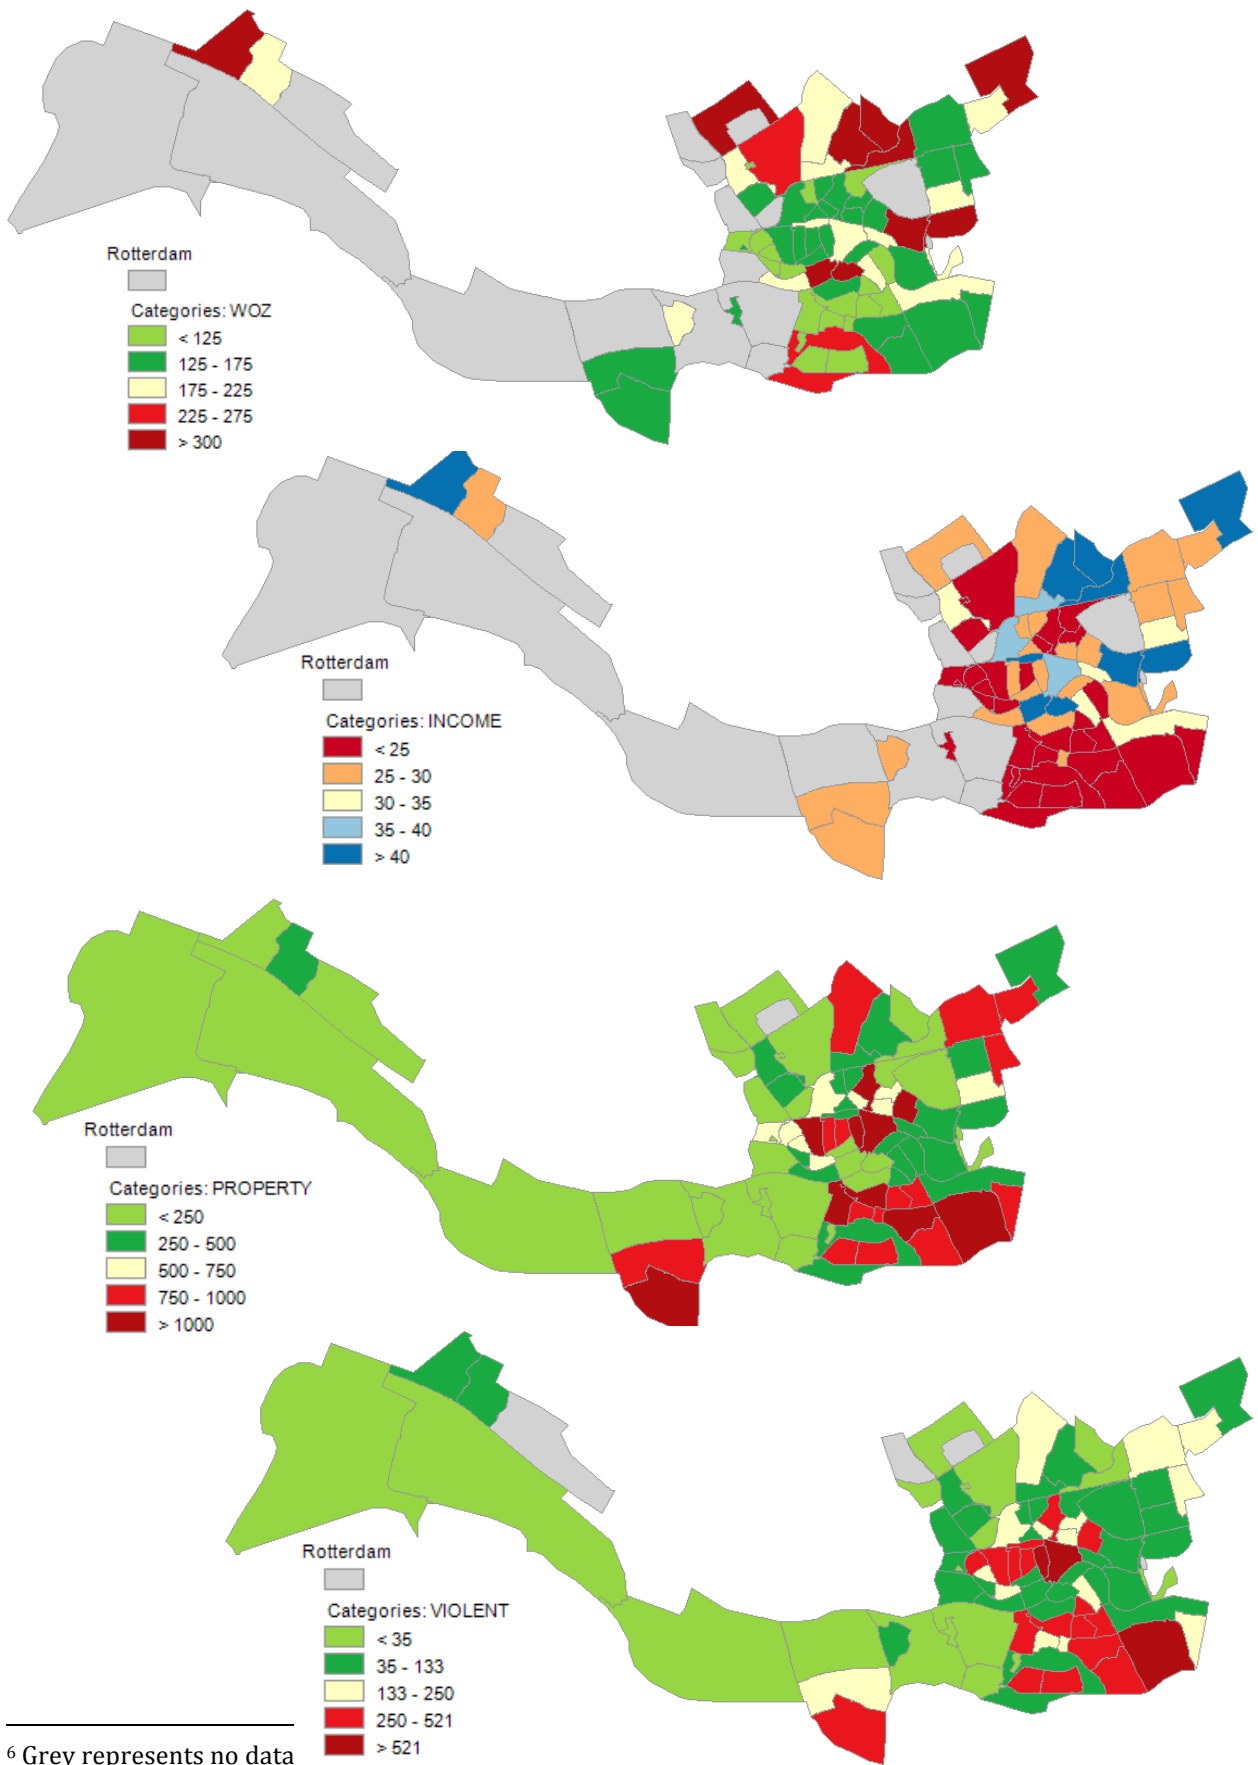 Rotterdam
Categories: WOZ
< 125
125 - 175
175 - 225
225 - 275
> 300
Rotterdam
Categories: INCOME
< 25
25 - 30
30 - 35
35 - 40
> 40
Rotterdam
Categories: PROPERTY
< 250
250 - 500
500 - 750
750 - 1000
> 1000
Rotterdam
Categories: VIOLENT
< 35
35 - 133
133 - 250
250 - 521
> 521
6 Grey represents no data